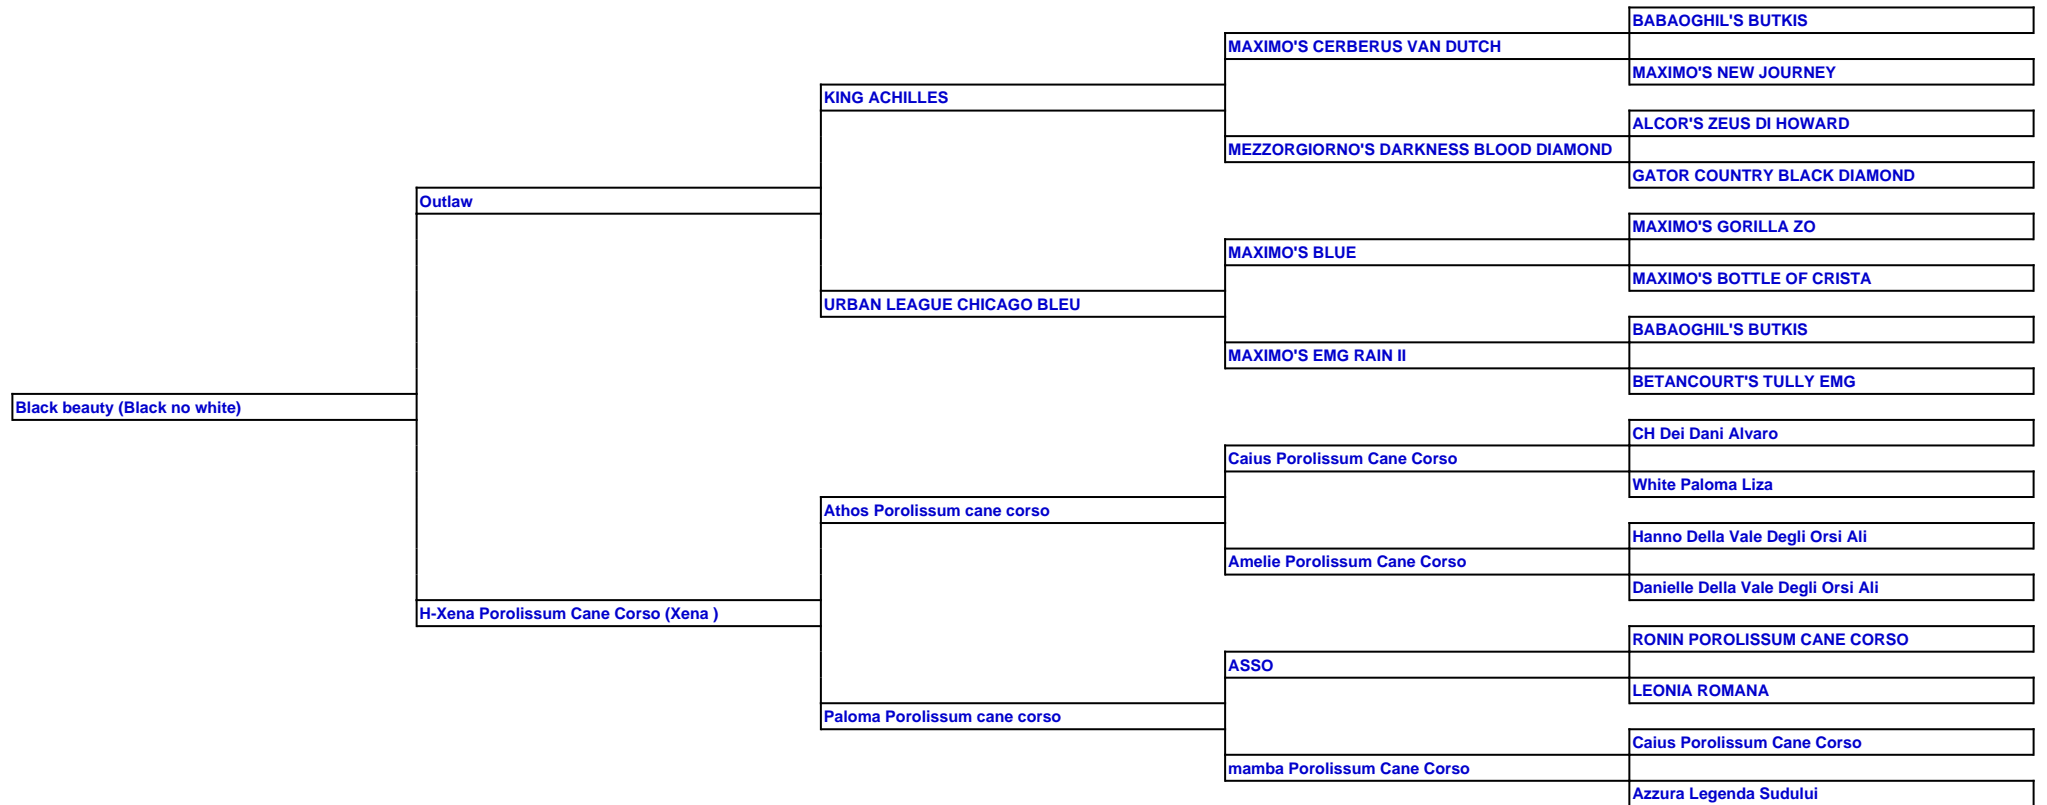 BABAOGHIL'S BUTKIS
MAXIMO'S CERBERUS VAN DUTCH
MAXIMO'S NEW JOURNEY
KING ACHILLES
ALCOR'S ZEUS DI HOWARD
MEZZORGIORNO'S DARKNESS BLOOD DIAMOND
GATOR COUNTRY BLACK DIAMOND
Outlaw
MAXIMO'S GORILLA ZO
MAXIMO'S BLUE
MAXIMO'S BOTTLE OF CRISTA
URBAN LEAGUE CHICAGO BLEU
BABAOGHIL'S BUTKIS
MAXIMO'S EMG RAIN II
BETANCOURT'S TULLY EMG
Black beauty (Black no white)
CH Dei Dani Alvaro
Caius Porolissum Cane Corso
White Paloma Liza
Athos Porolissum cane corso
Hanno Della Vale Degli Orsi Ali
Amelie Porolissum Cane Corso
Danielle Della Vale Degli Orsi Ali
H-Xena Porolissum Cane Corso (Xena )
RONIN POROLISSUM CANE CORSO
ASSO
LEONIA ROMANA
Paloma Porolissum cane corso
Caius Porolissum Cane Corso
mamba Porolissum Cane Corso
Azzura Legenda Sudului